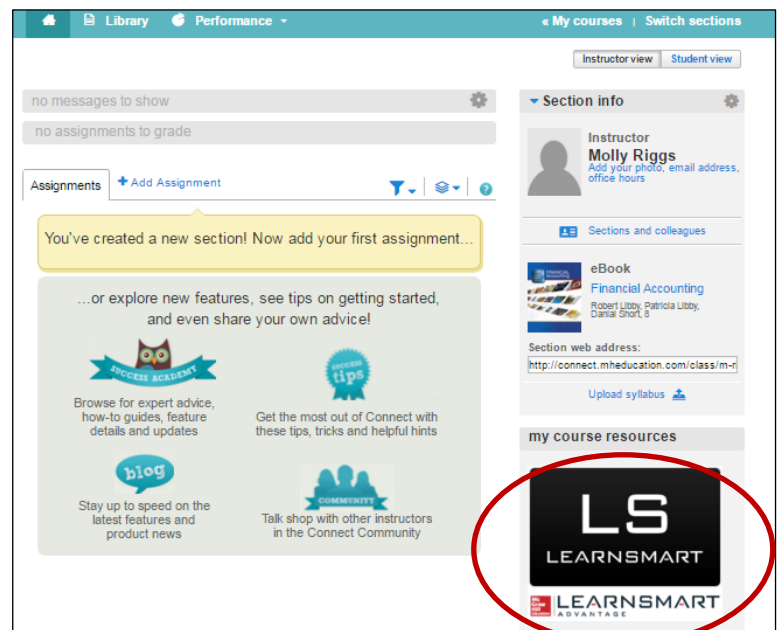 Library Performance
« My courses | Switch sections
Instructor view Student view
no messages to show
no assignments to grade
Assignments + Add Assignment
You've created a new section! Now add your first assignment...
...or explore new features, see tips on getting started,
and even share your own advice!
SUCCESS ACADEMY
Browse for expert advice,
how-to guides, feature
details and updates
success
tips
Get the most out of Connect with
these tips, tricks and helpful hints
blog
Stay up to speed on the
latest features and
product news
COMMUNITY
Talk shop with other instructors
in the Connect Community
Section info
Instructor
Molly Riggs
Add your photo, email address,
office hours
Sections and colleagues
FINANCIAL
eBook
Financial Accounting
Robert Libby, Patricia Libby,
Danial Short, 8
Section web address:
http://connect.mheducation.com/class/m-r
Upload syllabus
my course resources
LS
LEARNSMART
Mc
Graw
Hill
Education
LEARNSMART
ADVANTAGE